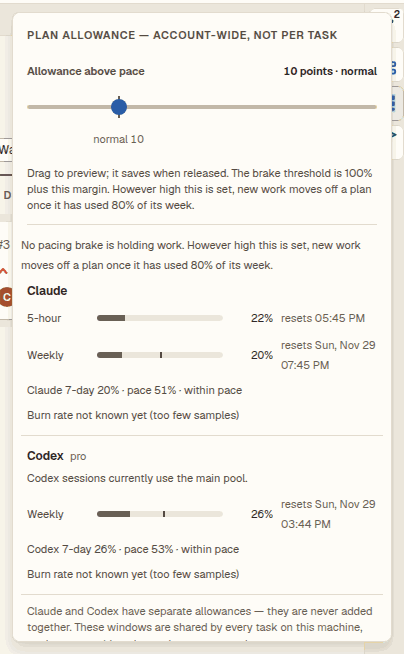 PLAN ALLOWANCE — ACCOUNT-WIDE, NOT PER TASK
2
Allowance above pace 10 points · normal
normal 10
Drag to preview; it saves when released. The brake threshold is 100%
plus this margin. However high this is set, new work moves off a plan
once it has used 80% of its week.
No pacing brake is holding work. However high this is set, new work
moves off a plan once it has used 80% of its week.
Claude
5-hour 22% resets 05:45 PM
Weekly 20% resets Sun, Nov 29
07:45 PM
Claude 7-day 20% · pace 51% · within pace
Burn rate not known yet (too few samples)
Codex pro
Codex sessions currently use the main pool.
Weekly 26% resets Sun, Nov 29
03:44 PM
Codex 7-day 26% · pace 53% · within pace
Burn rate not known yet (too few samples)
Claude and Codex have separate allowances — they are never added
together. These windows are shared by every task on this machine,
D
#3
C